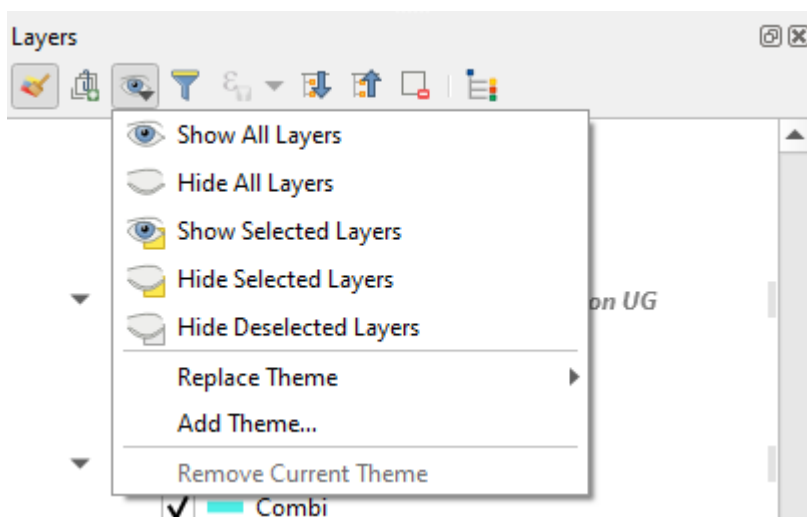 Layers
Show All Layers
Hide All Layers
Show Selected Layers
Hide Selected Layers
on UG
Hide Deselected Layers
Replace Theme
Add Theme...
Remove Current Theme
Combi